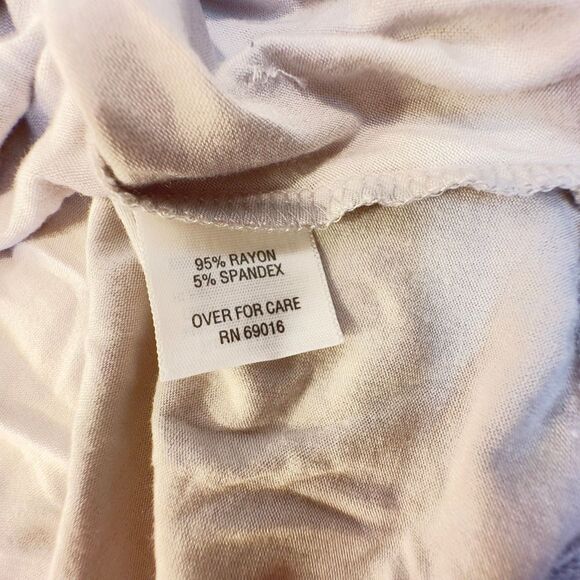 95% RAYON
5% SPANDEX
OVER FOR CARE
RN 69016